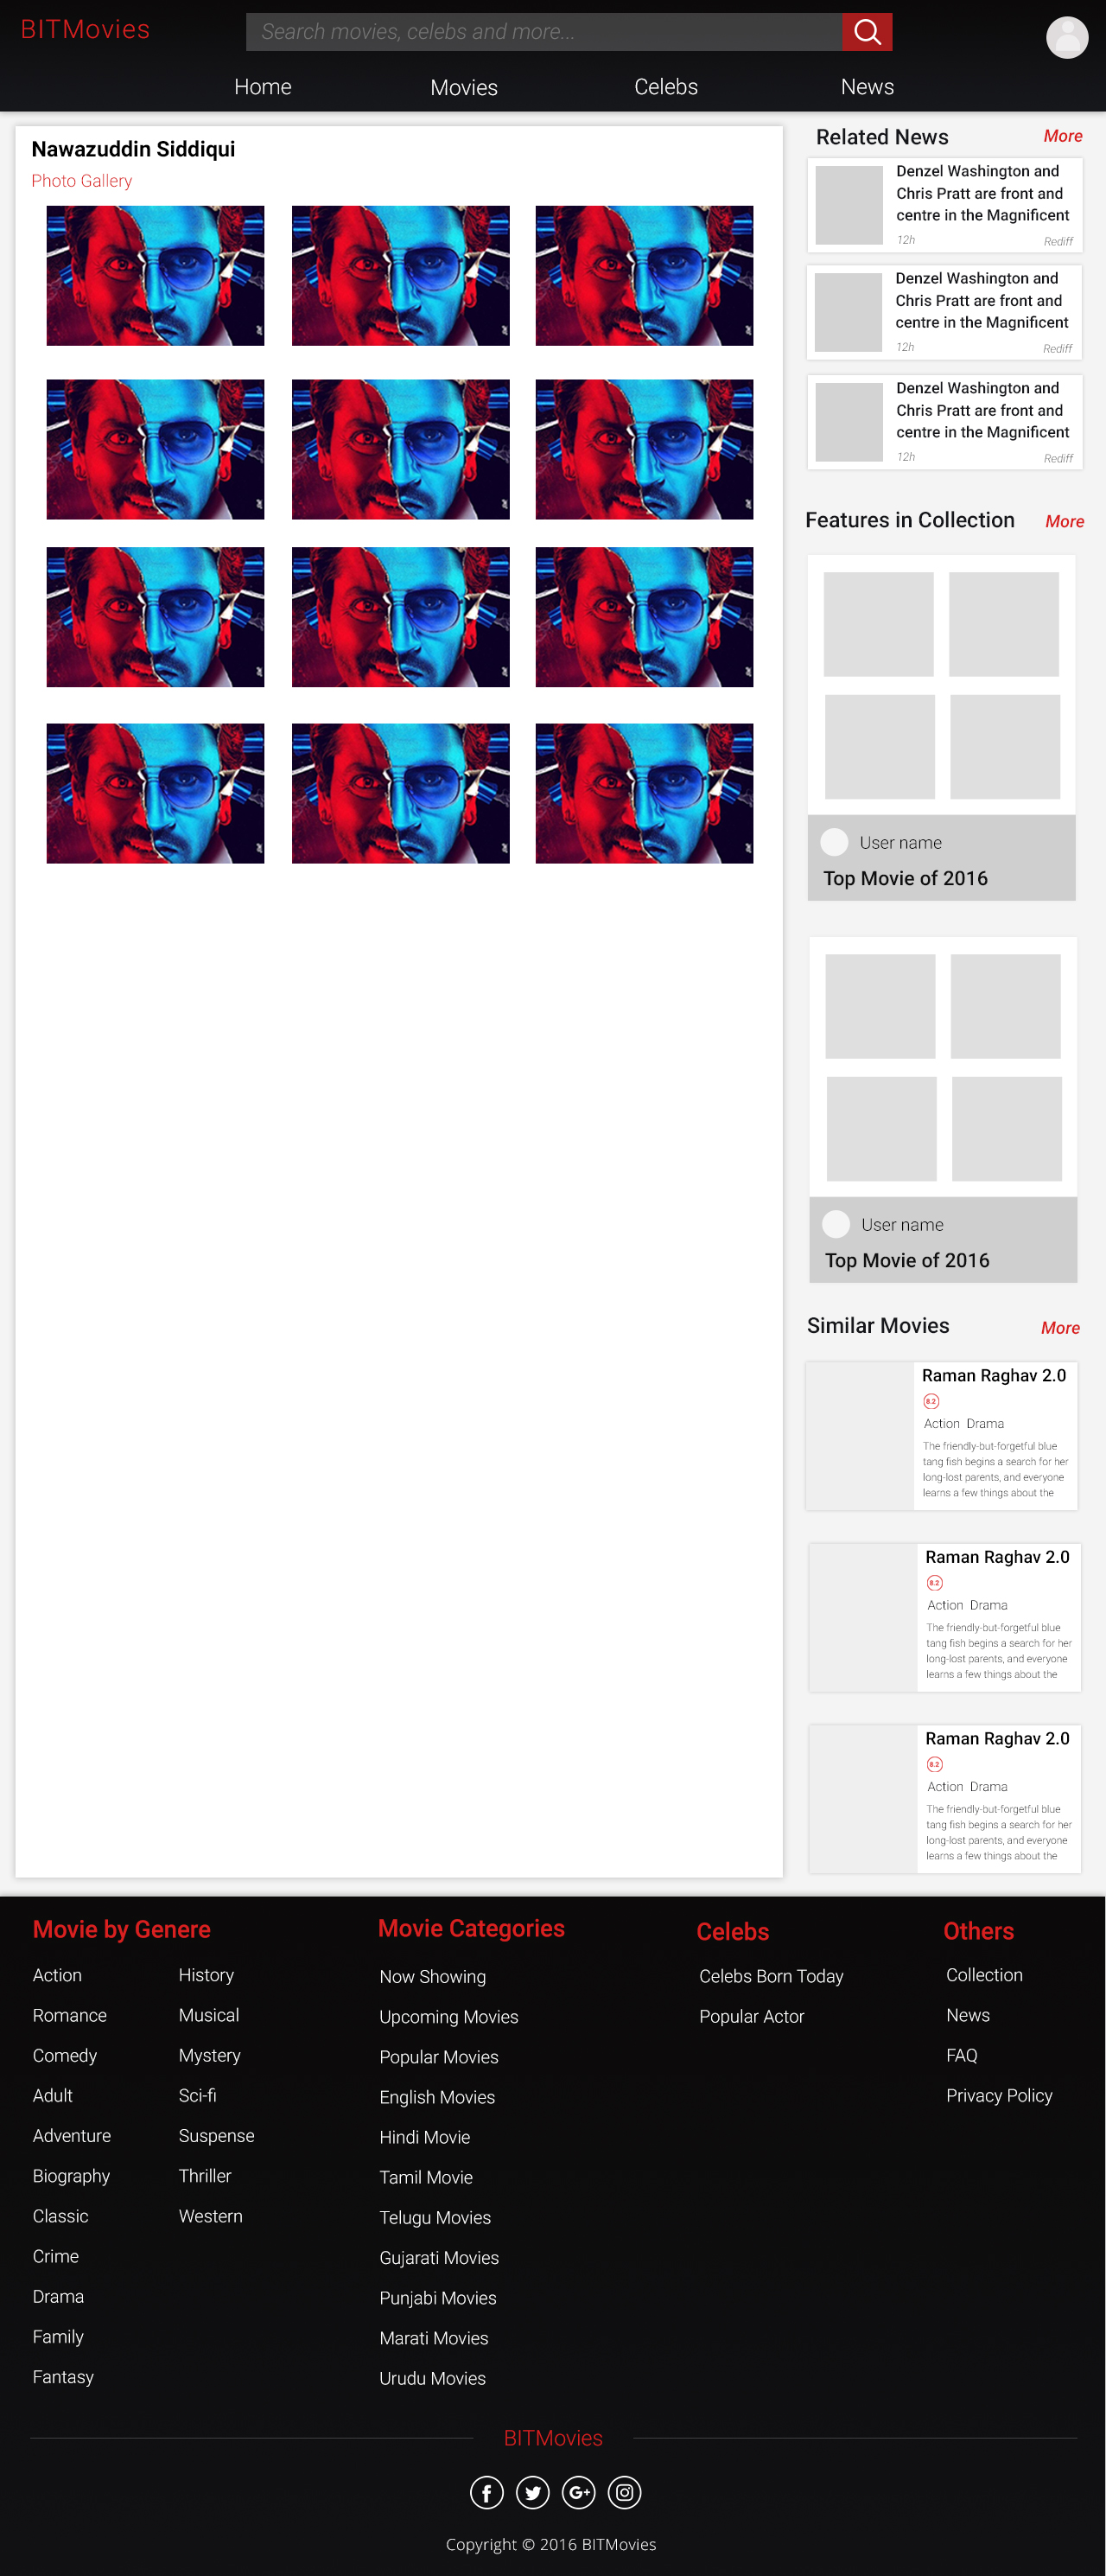 BITMovies
Search movies, celebs and more...
Home
Movies
Celebs
News
Nawazuddin Siddiqui
Photo Gallery
Related News
More
Denzel Washington and
Chris Pratt are front and
centre in the Magnificent
12h
Rediff
Denzel Washington and
Chris Pratt are front and
centre in the Magnificent
12h
Rediff
Denzel Washington and
Chris Pratt are front and
centre in the Magnificent
12h
Rediff
Features in Collection
More
User name
Top Movie of 2016
User name
Top Movie of 2016
Similar Movies
More
Raman Raghav 2.0
8.2
Action Drama
The friendly-but-forgetful blue
tang fish begins a search for her
long-lost parents, and everyone
learns a few things about the
Raman Raghav 2.0
8.2
Action Drama
The friendly-but-forgetful blue
tang fish begins a search for her
long-lost parents, and everyone
learns a few things about the
Raman Raghav 2.0
8.2
Action Drama
The friendly-but-forgetful blue
tang fish begins a search for her
long-lost parents, and everyone
learns a few things about the
Movie by Genere
Action
Romance
Comedy
Adult
Adventure
Biography
Classic
Crime
Drama
Family
Fantasy
History
Musical
Mystery
Sci-fi
Suspense
Thriller
Western
Movie Categories
Now Showing
Upcoming Movies
Popular Movies
English Movies
Hindi Movie
Tamil Movie
Telugu Movies
Gujarati Movies
Punjabi Movies
Marati Movies
Urudu Movies
Celebs
Celebs Born Today
Popular Actor
Others
Collection
News
FAQ
Privacy Policy
BITMovies
Copyright © 2016 BITMovies